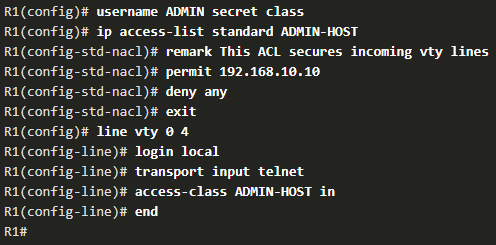 R1(config)# username ADMIN secret class
R1(config)# ip access-list standard ADMIN-HOST
R1(config-std-nacl)# remark This ACL secures incoming vty lines
R1(config-std-nacl)# permit 192.168.10.10
R1(config-std-nacl)# deny any
R1(config-std-nacl)# exit
R1(config)# line vty 0 4
R1(config-line)# login local
R1(config-line)# transport input telnet
R1(config-line)# access-class ADMIN-HOST in
R1(config-line)# end
R1#